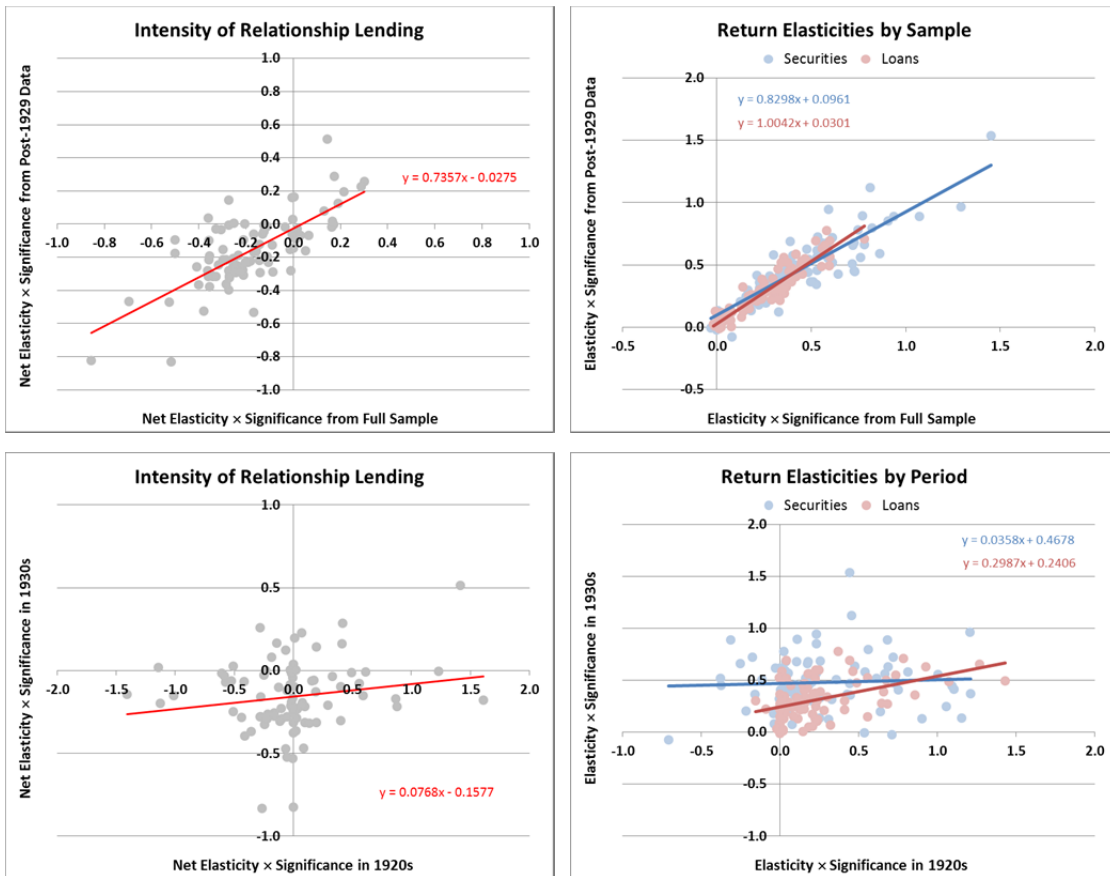 Intensity of Relationship Lending
Net Elasticity × Significance from Post-1929 Data
1.0
0.8
0.6
0.4
0.2
0.0
-0.2
-0.4
-0.6
-0.8
-1.0
-1.0 -0.8 -0.6 -0.4 -0.2 0.0 0.2 0.4 0.6 0.8 1.0
y = 0.7357x - 0.0275
Net Elasticity × Significance from Full Sample
Return Elasticities by Sample
Securities Loans
Elasticity × Significance from Post-1929 Data
2.0
1.5
1.0
0.5
0.0
-0.5
y = 0.8298x + 0.0961
y = 1.0042x + 0.0301
-0.5 0.0 0.5 1.0 1.5 2.0
Elasticity × Significance from Full Sample
Intensity of Relationship Lending
Net Elasticity × Significance in 1930s
1.0
0.5
0.0
-0.5
-1.0
-2.0 -1.5 -1.0 -0.5 0.0 0.5 1.0 1.5 2.0
y = 0.0768x - 0.1577
Net Elasticity × Significance in 1920s
Return Elasticities by Period
Securities Loans
Elasticity × Significance in 1930s
2.0
1.5
1.0
0.5
0.0
-0.5
-1.0
y = 0.0358x + 0.4678
y = 0.2987x + 0.2406
-1.0 -0.5 0.0 0.5 1.0 1.5 2.0
Elasticity × Significance in 1920s